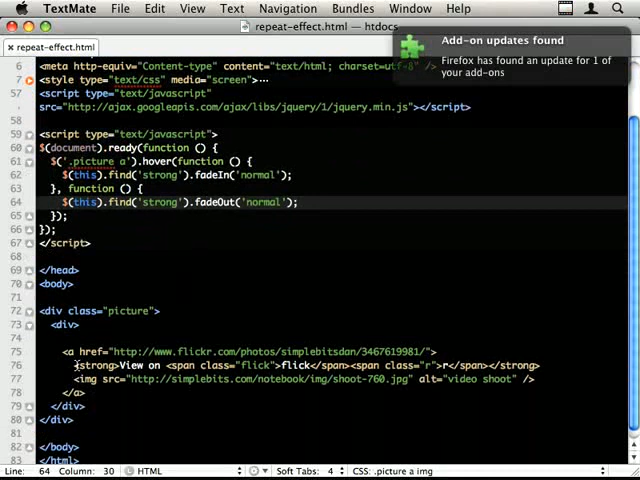 TextMate File Edit View Text Navigation Bundles Window Help
repeat-effect.html — htdocs
× repeat-effect.html
Add-on updates found
Firefox has found an update for 1 of
your add-ons
6 <meta http-equiv="Content-type" content="text/html; charset=utf-8" />
7 <style type="text/css" media="screen">…
57 <script type="text/javascript"
. src="http://ajax.googleapis.com/ajax/libs/jquery/1/jquery.min.js"></script>
58
59 <script type="text/javascript">
60 $(document).ready(function () {
61 $('.picture a').hover(function () {
62 $(this).find('strong').fadeIn('normal');
63 }, function () {
64 $(this).find('strong').fadeOut('normal');
65 });
66 });
67 </script>
68
69 </head>
70 <body>
71
72 <div class="picture">
73 <div>
74
75 <a href="http://www.flickr.com/photos/simplebitsdan/3467619981/">
76 <strong>View on <span class="flick">flick</span><span class="r">r</span></strong>
77 <img src="http://simplebits.com/notebook/img/shoot-760.jpg" alt="video shoot" />
78 </a>
79 </div>
80 </div>
81
82 </body>
83 </html>
Line: 64 Column: 30 L HTML Soft Tabs: 4 CSS: .picture a img